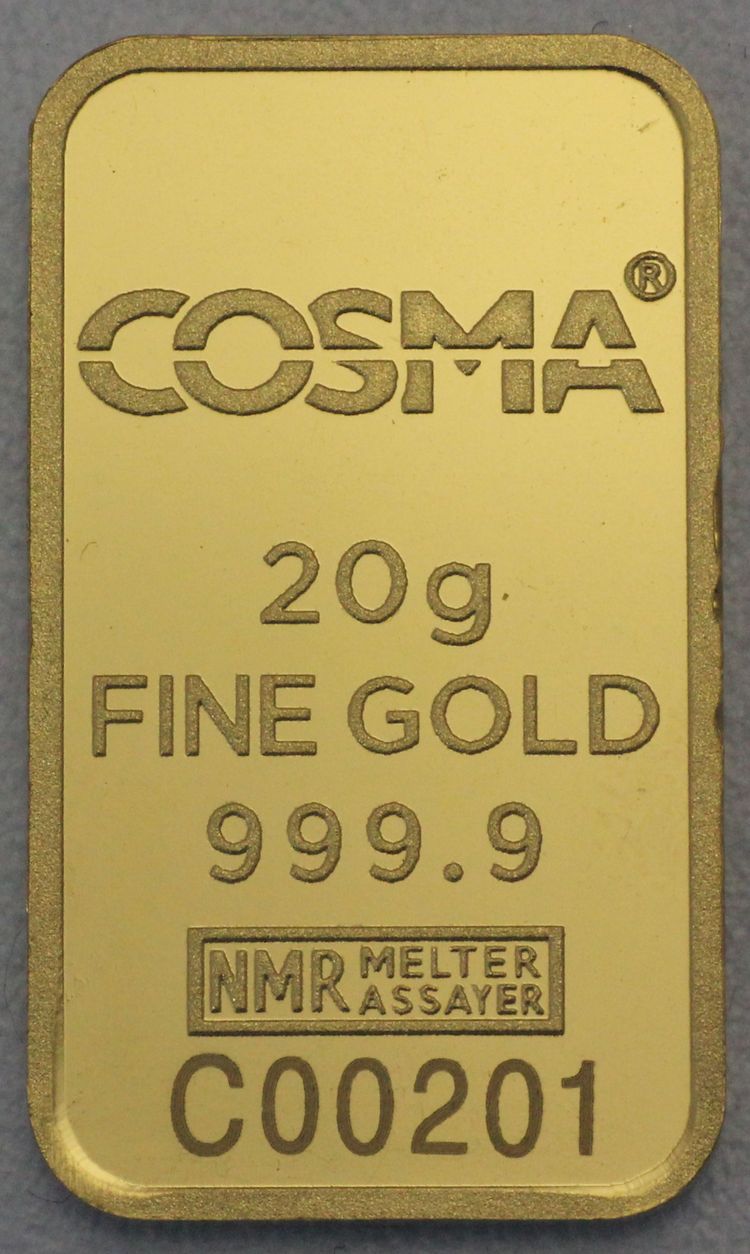 COSMA®
20g
FINE GOLD
999.9
NMR MELTER
ASSAYER
C00201